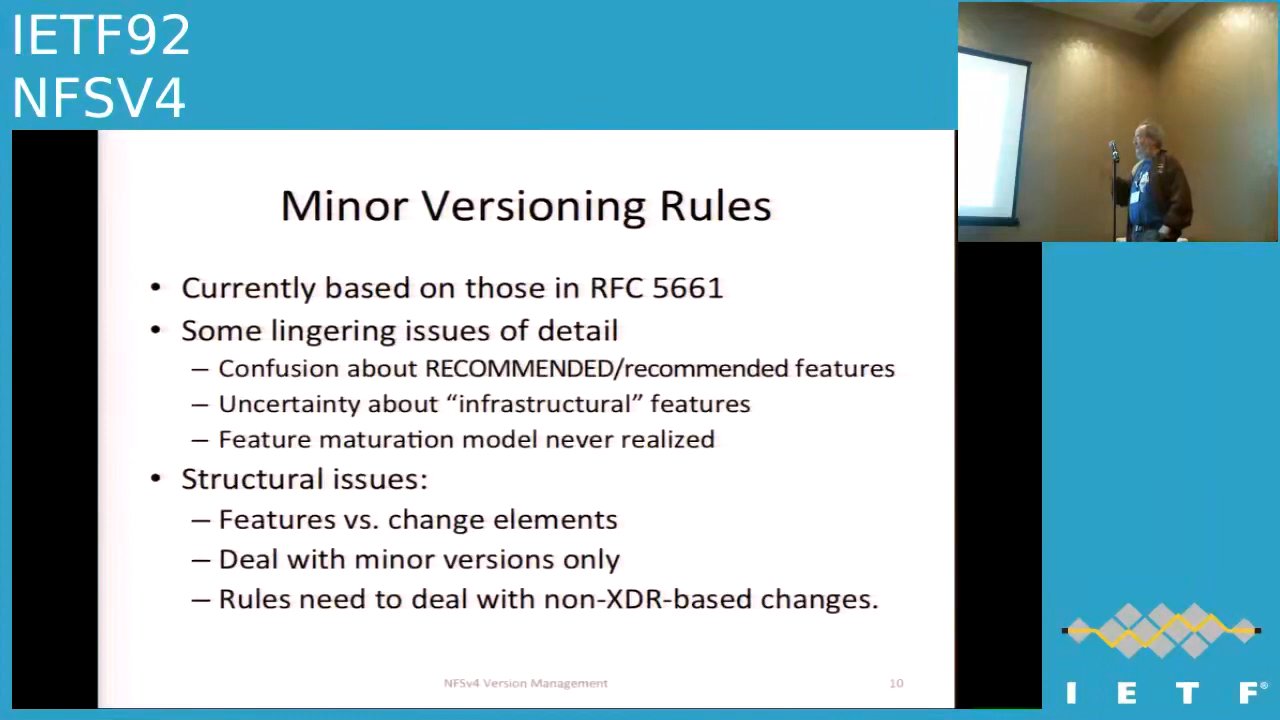 IETF92
NFSV4
Minor Versioning Rules
• Currently based on those in RFC 5661
• Some lingering issues of detail
– Confusion about RECOMMENDED/recommended features
– Uncertainty about “infrastructural” features
– Feature maturation model never realized
• Structural issues:
– Features vs. change elements
– Deal with minor versions only
– Rules need to deal with non-XDR-based changes.
NFSv4 Version Management 10
I E T F®